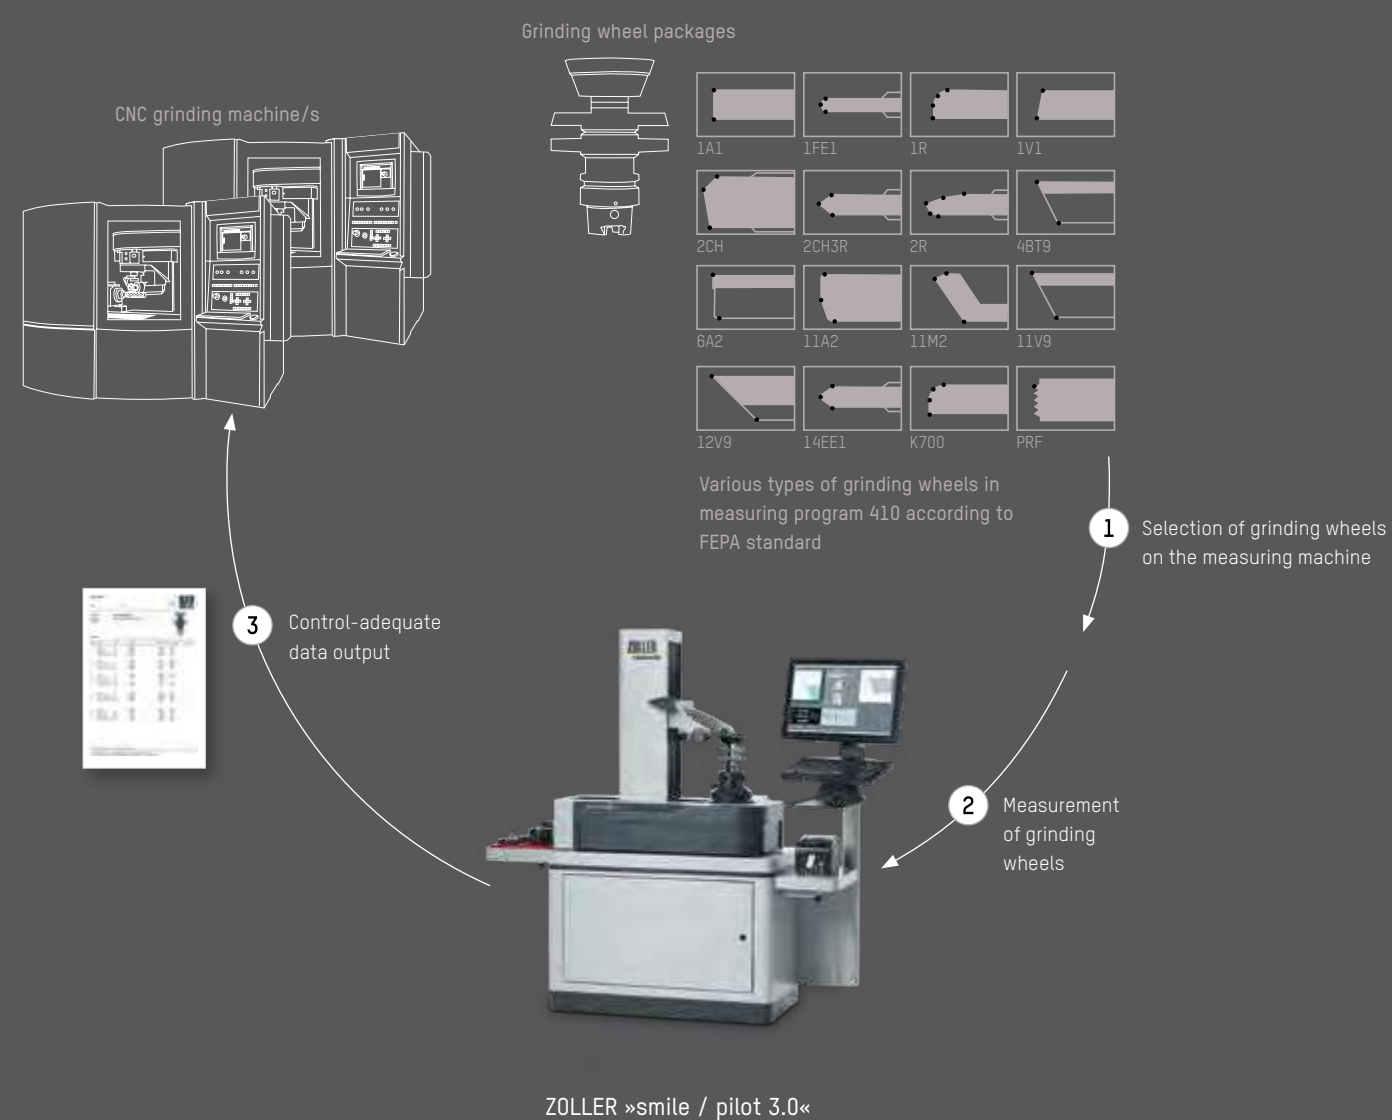 Grinding wheel packages
CNC grinding machine/s
1A1
1FE1
1R
1V1
2CH
2CH3R
2R
4BT9
6A2
11A2
11M2
11V9
12V9
14EE1
K700
PRF
Various types of grinding wheels in
measuring program 410 according to
FEPA standard
1
Selection of grinding wheels
on the measuring machine
3
Control-adequate
data output
ZOLLER
2
Measurement
of grinding
wheels
ZOLLER »smile / pilot 3.0«